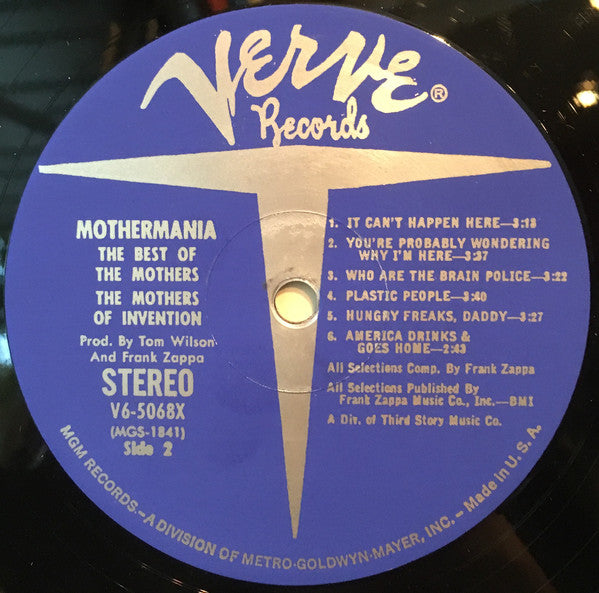 VERVE®
Records
MOTHERMANIA
THE BEST OF
THE MOTHERS
THE MOTHERS
OF INVENTION
Prod. By Tom Wilson
And Frank Zappa
STEREO
V6-5068X
(MGS-1841)
Side 2
1. IT CAN'T HAPPEN HERE—3:13
2. YOU'RE PROBABLY WONDERING
WHY I'M HERE—3:37
3. WHO ARE THE BRAIN POLICE—3:22
4. PLASTIC PEOPLE—3:40
5. HUNGRY FREAKS, DADDY—3:27
6. AMERICA DRINKS &
GOES HOME—2:43
All Selections Comp. By Frank Zappa
All Selections Published By
Frank Zappa Music Co., Inc.—BMI
A Div. of Third Story Music Co.
MGM RECORDS—A DIVISION OF METRO-GOLDWYN-MAYER, INC. – Made in U. S. A.